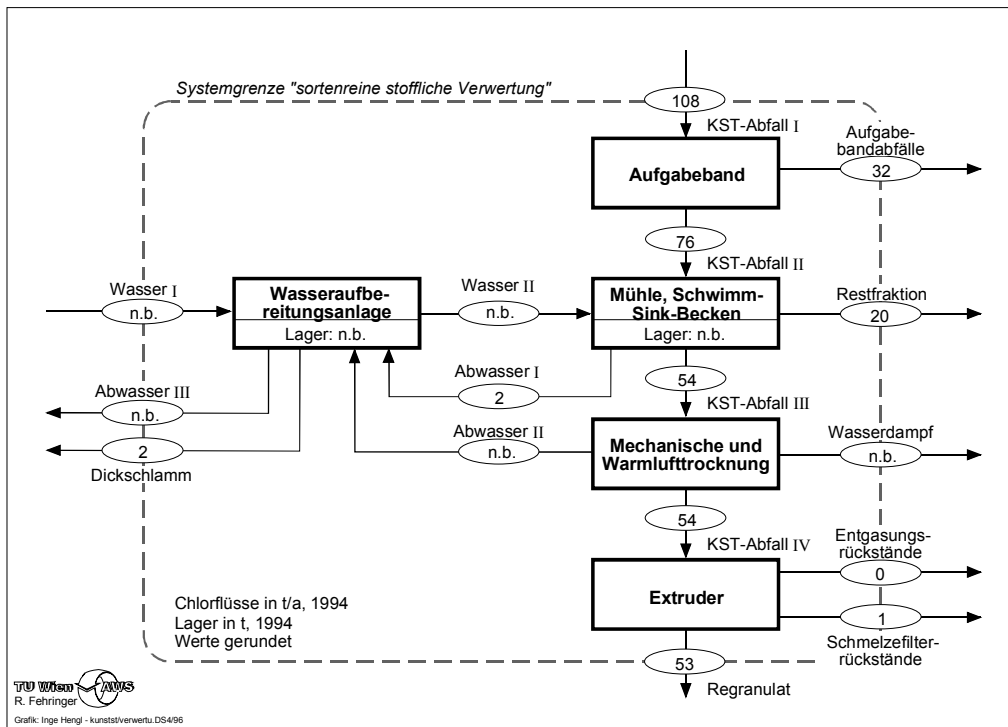 Systemgrenze "sortenreine stoffliche Verwertung"
108
KST-Abfall I
Aufgabeband
Aufgabe-
bandabfälle
32
76
KST-Abfall II
Wasser I
n.b.
Wasseraufbe-
reitungsanlage
Lager: n.b.
Wasser II
n.b.
Mühle, Schwimm-
Sink-Becken
Lager: n.b.
Restfraktion
20
Abwasser I
2
54
KST-Abfall III
Abwasser III
n.b.
2
Dickschlamm
Abwasser II
n.b.
Mechanische und
Warmlufttrocknung
Wasserdampf
n.b.
54
KST-Abfall IV
Extruder
Entgasungs-
rückstände
0
1
Schmelzefilter-
rückstände
53
Regranulat
Chlorflüsse in t/a, 1994
Lager in t, 1994
Werte gerundet
TU Wien AWS
R. Fehringer
Grafik: Inge Hengl - kunstst/verwertu.DS4/96